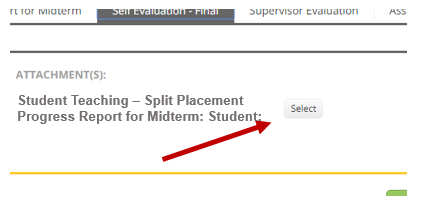 rt for Midterm Self Evaluation - Final Supervisor Evaluation Ass
ATTACHMENT(S):
Student Teaching – Split Placement
Progress Report for Midterm: Student:
Select